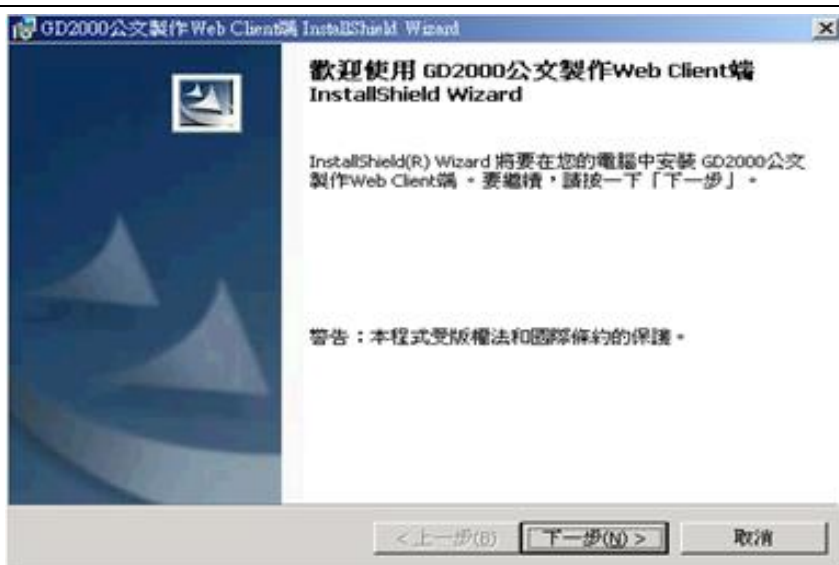 GD2000公文製作Web Client端 InstallShield Wizard
歡迎使用 GD2000公文製作Web Client端
InstallShield Wizard
InstallShield(R) Wizard 將要在您的電腦中安裝 GD2000公文
製作Web Client端 。要繼續，請按一下「下一步」。
警告：本程式受版權法和國際條約的保護。
<上一步(B) 下一步(N) > 取消